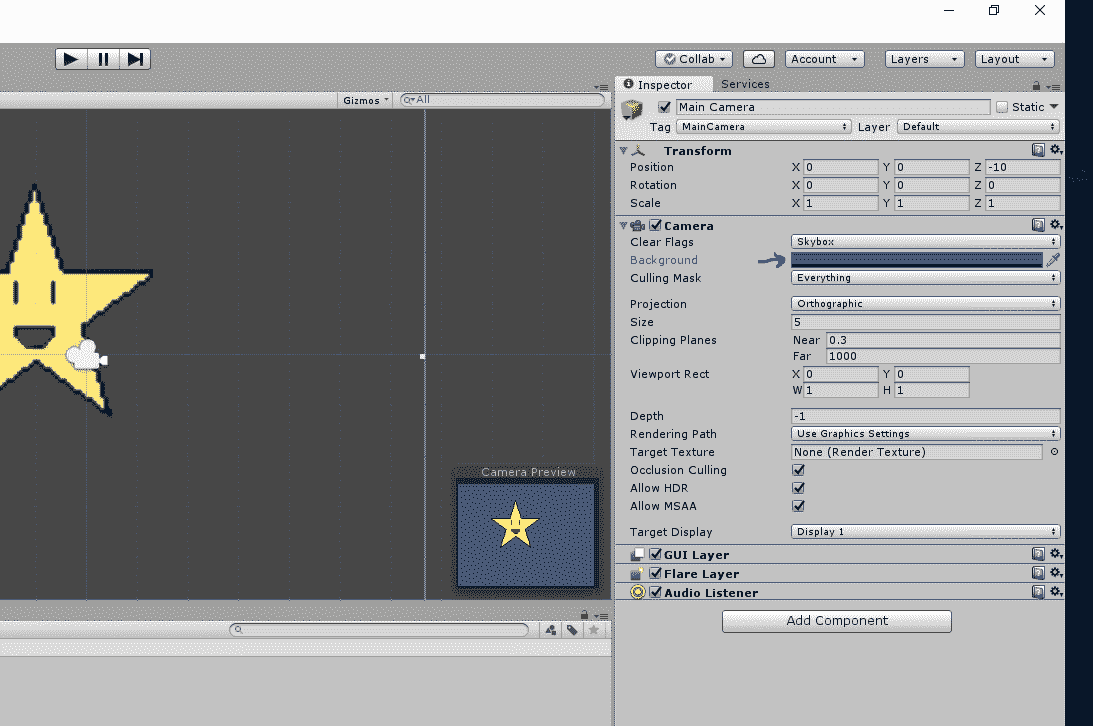 Collab Account Layers Layout
Inspector Services
Gizmos All
Main Camera Static
Tag MainCamera Layer Default
Transform
Position X 0 Y 0 Z -10
Rotation X 0 Y 0 Z 0
Scale X 1 Y 1 Z 1
Camera
Clear Flags Skybox
Background
Culling Mask Everything
Projection Orthographic
Size 5
Clipping Planes Near 0.3
Far 1000
Viewport Rect X 0 Y 0
W 1 H 1
Depth -1
Rendering Path Use Graphics Settings
Target Texture None (Render Texture)
Occlusion Culling
Allow HDR
Allow MSAA
Target Display Display 1
Camera Preview
GUI Layer
Flare Layer
Audio Listener
Add Component